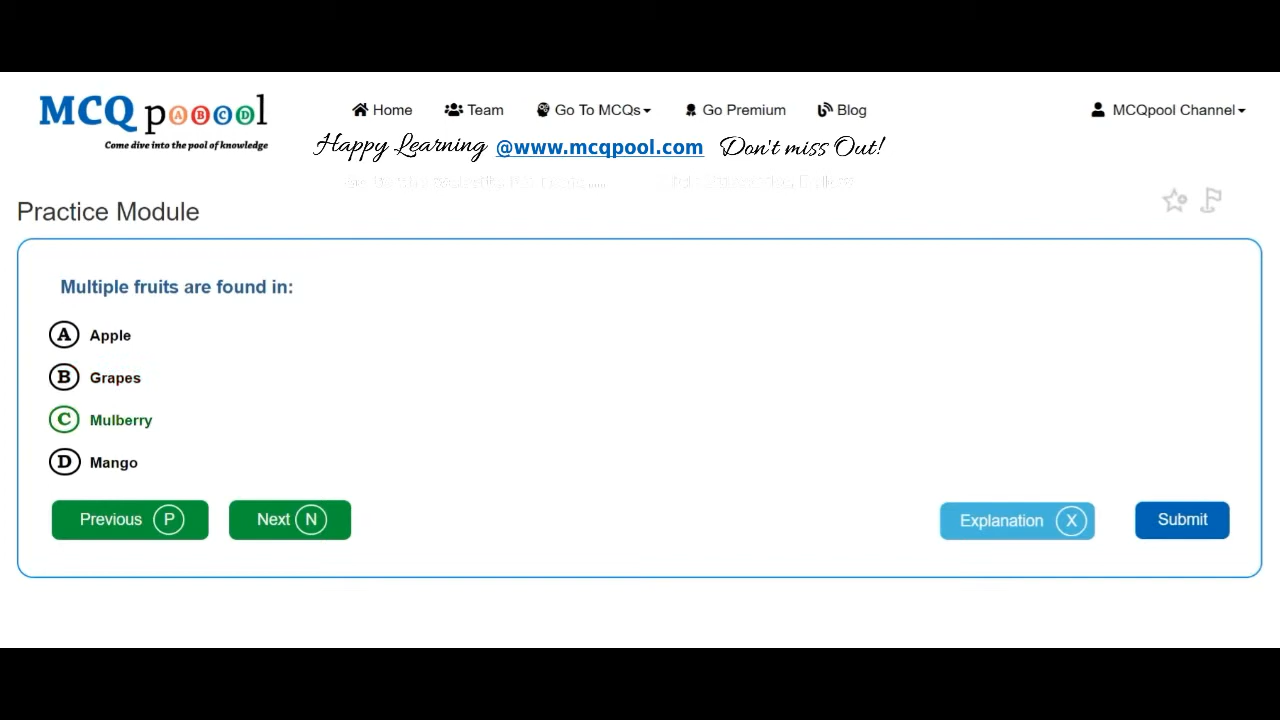 MCQ pooool
Come dive into the pool of knowledge
Home Team Go To MCQs Go Premium Blog MCQpool Channel
Happy Learning @www.mcqpool.com Don't miss Out!
Practice Module
Multiple fruits are found in:
A Apple
B Grapes
C Mulberry
D Mango
Previous P Next N Explanation X Submit